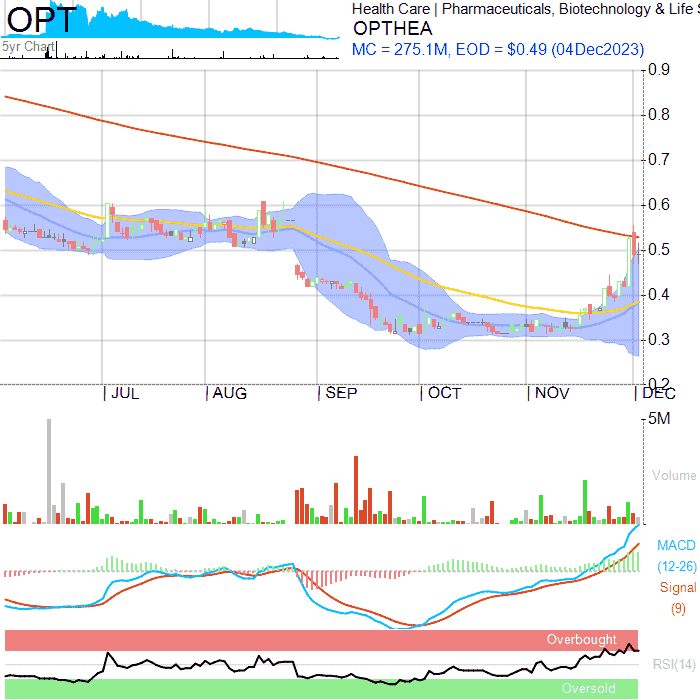 OPT
Health Care | Pharmaceuticals, Biotechnology & Life S
OPTHEA
5yr Chart
MC = 275.1M, EOD = $0.49 (04Dec2023)
0.9
0.8
0.7
0.6
0.5
0.4
0.3
0.2
JUL
AUG
SEP
OCT
NOV
DEC
5M
Volume
MACD
(12-26)
Signal
(9)
Overbought
RSI(14)
Oversold